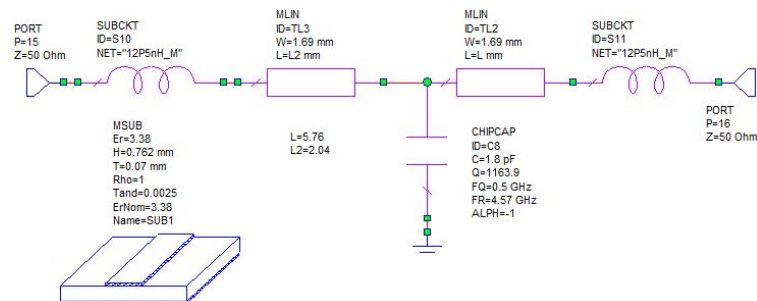 PORT
P=15
Z=50 Ohm
SUBCKT
ID=S10
NET="12P5nH_M"
MLIN
ID=TL3
W=1.69 mm
L=L2 mm
MLIN
ID=TL2
W=1.69 mm
L=L mm
SUBCKT
ID=S11
NET="12P5nH_M"
PORT
P=16
Z=50 Ohm
MSUB
Er=3.38
H=0.762 mm
T=0.07 mm
Rho=1
Tand=0.0025
ErNom=3.38
Name=SUB1
L=5.76
L2=2.04
CHIPCAP
ID=C8
C=1.8 pF
Q=1163.9
FQ=0.5 GHz
FR=4.57 GHz
ALPH=-1